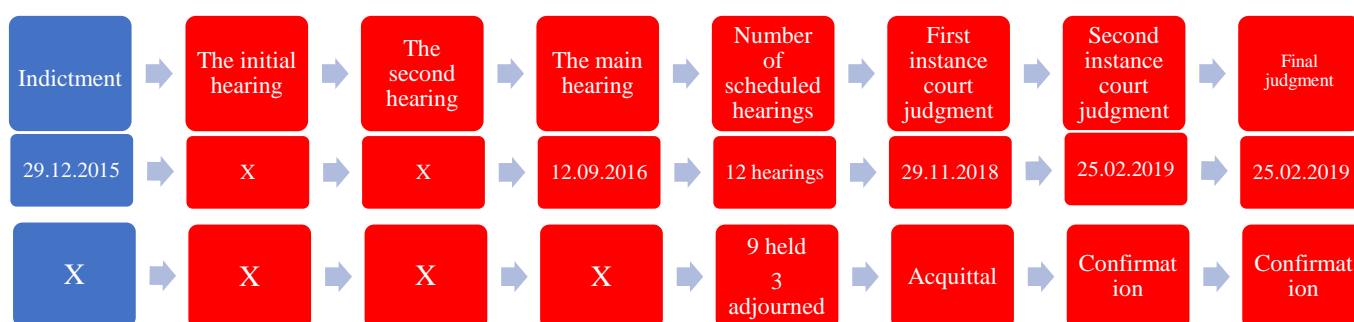 Indictment
The initial
hearing
The
second
hearing
The main
hearing
Number
of
scheduled
hearings
First
instance
court
judgment
Second
instance
court
judgment
Final
judgment
29.12.2015
X
X
12.09.2016
12 hearings
29.11.2018
25.02.2019
25.02.2019
X
X
X
X
9 held
3
adjourned
Acquittal
Confirmat
ion
Confirmat
ion